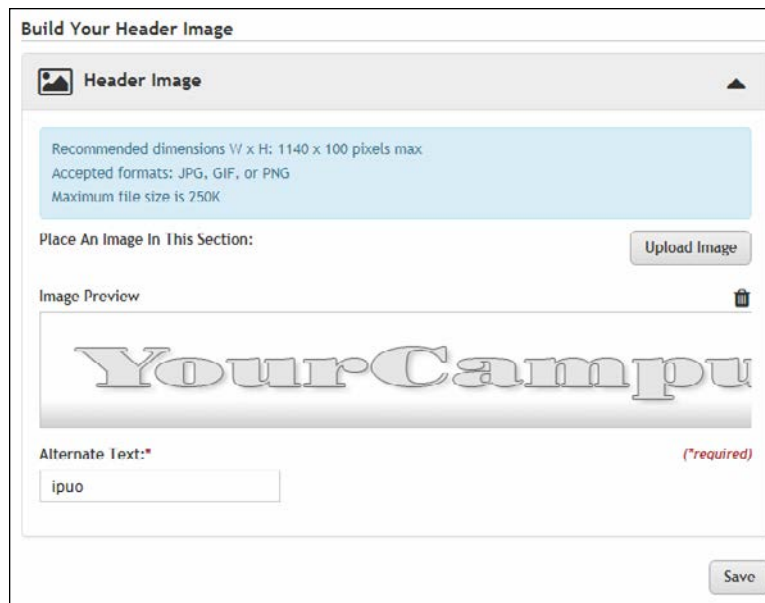 Build Your Header Image
Header Image
Recommended dimensions W x H: 1140 x 100 pixels max
Accepted formats: JPG, GIF, or PNG
Maximum file size is 250K
Place An Image In This Section:
Upload Image
Image Preview
YourCampu
Alternate Text:*
(*required)
ipuo
Save